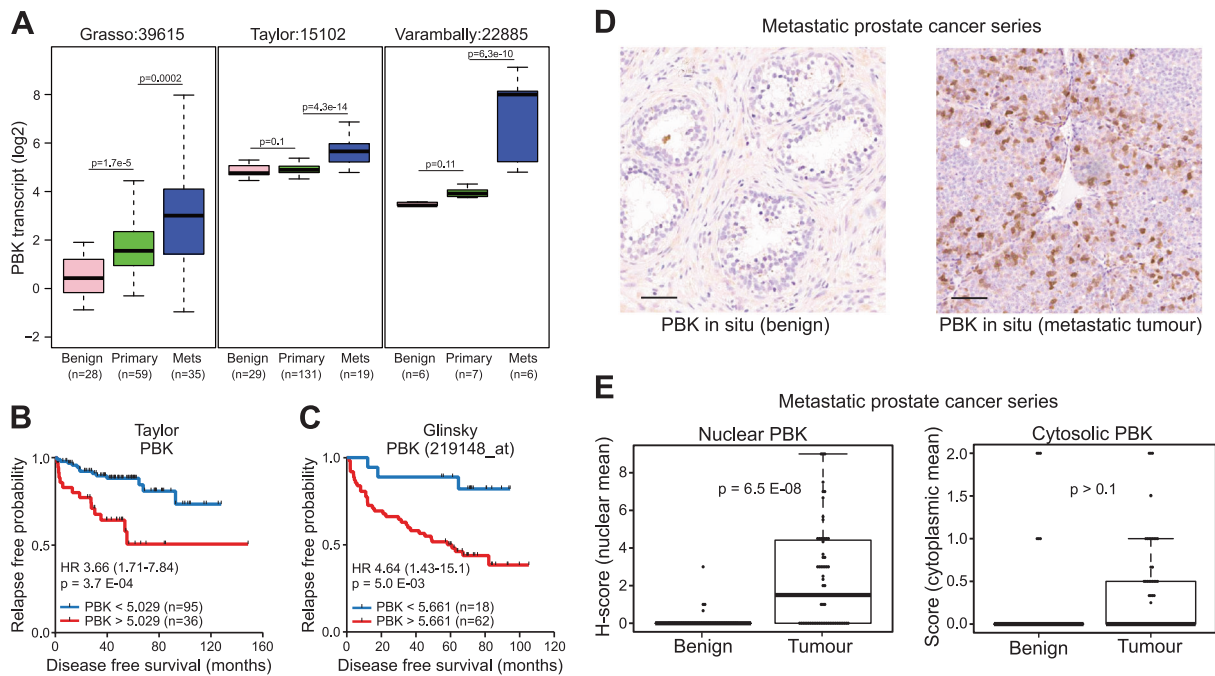 A
Grasso:39615
Taylor:15102
Varambally:22885
PBK transcript (log2)
8
6
4
2
0
−2
p=1.7e-5
p=0.0002
p=0.1
p=4.3e-14
p=0.11
p=6.3e-10
Benign Primary Mets Benign Primary Mets Benign Primary Mets
(n=28) (n=59) (n=35) (n=29) (n=131) (n=19) (n=6) (n=7) (n=6)
B
Taylor
PBK
Relapse free probability
1.0
0.5
0.0
HR 3.66 (1.71-7.84)
p = 3.7 E-04
PBK < 5.029 (n=95)
PBK > 5.029 (n=36)
0 40 80 120 160
Disease free survival (months)
C
Glinsky
PBK (219148_at)
Relapse free probability
1.0
0.5
0.0
HR 4.64 (1.43-15.1)
p = 5.0 E-03
PBK < 5.661 (n=18)
PBK > 5.661 (n=62)
0 20 40 60 80 100 120
Disease free survival (months)
D
Metastatic prostate cancer series
PBK in situ (benign)
PBK in situ (metastatic tumour)
E
Metastatic prostate cancer series
Nuclear PBK
H-score (nuclear mean)
8
6
4
2
0
p = 6.5 E-08
Benign Tumour
Cytosolic PBK
Score (cytoplasmic mean)
2.0
1.5
1.0
0.5
0.0
p > 0.1
Benign Tumour